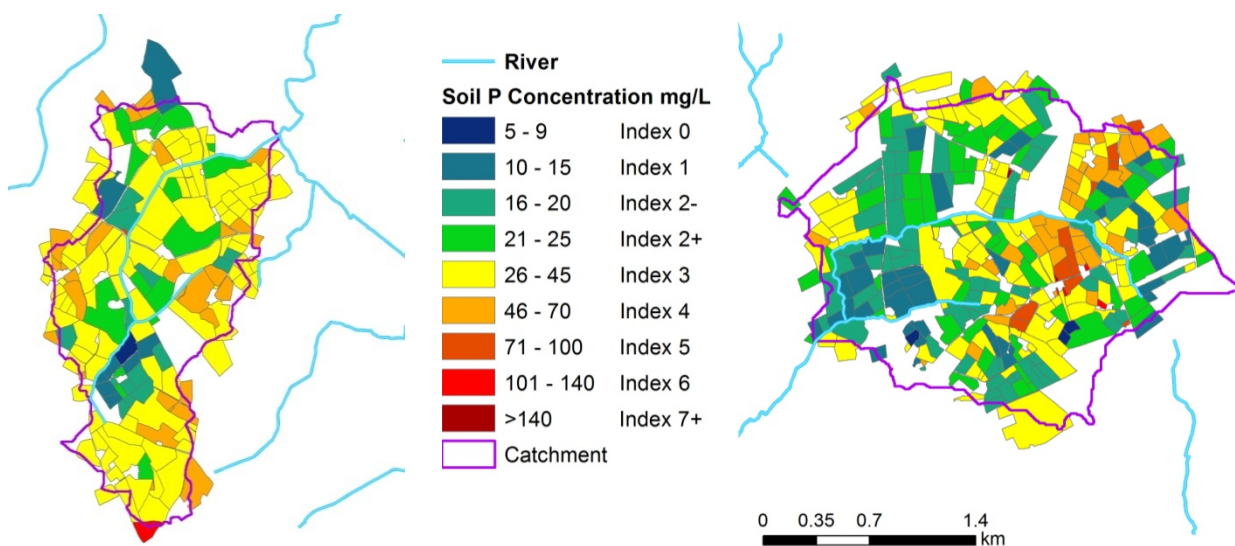 River
Soil P Concentration mg/L
5 - 9 Index 0
10 - 15 Index 1
16 - 20 Index 2-
21 - 25 Index 2+
26 - 45 Index 3
46 - 70 Index 4
71 - 100 Index 5
101 - 140 Index 6
>140 Index 7+
Catchment
0 0.35 0.7 1.4
km